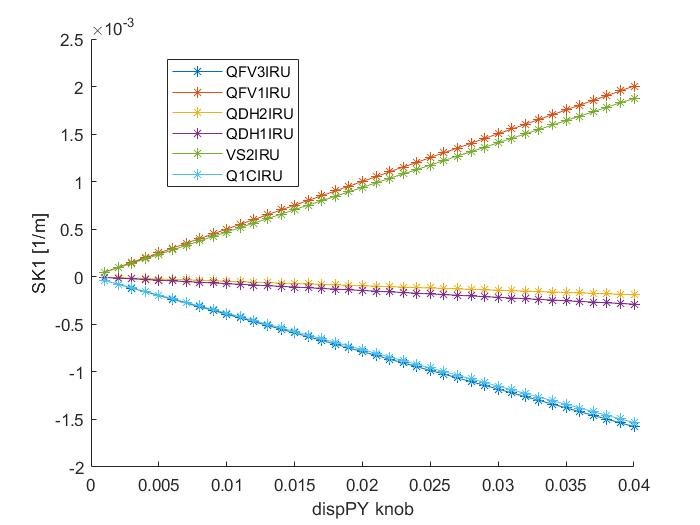 ×10-3
2.5
2
1.5
1
0.5
0
-0.5
-1
-1.5
-2
SK1 [1/m]
QFV3IRU
QFV1IRU
QDH2IRU
QDH1IRU
VS2IRU
Q1CIRU
0 0.005 0.01 0.015 0.02 0.025 0.03 0.035 0.04
dispPY knob